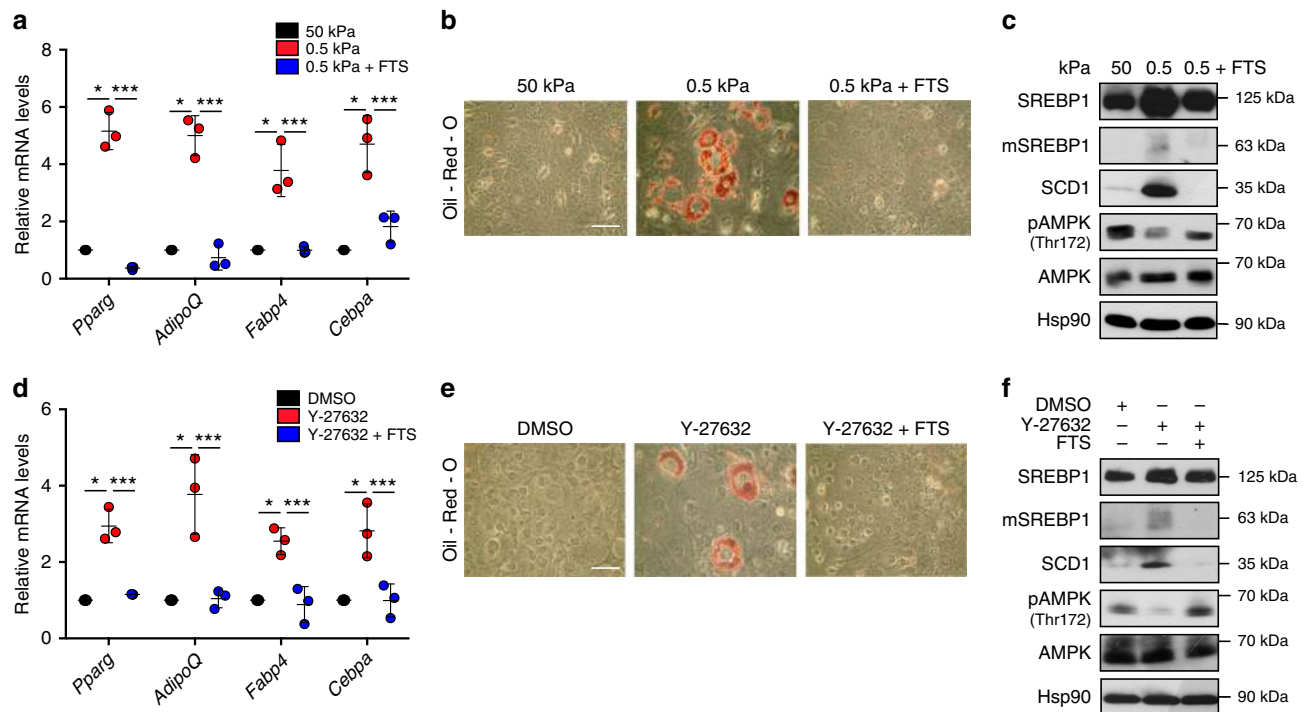 a
50 kPa
0.5 kPa
0.5 kPa + FTS
Relative mRNA levels
8
6
4
2
0
* *** * *** * *** * ***
Pparg AdipoQ Fabp4 Cebpa
b
50 kPa 0.5 kPa 0.5 kPa + FTS
Oil - Red - O
c
kPa 50 0.5 0.5 + FTS
SREBP1 125 kDa
mSREBP1 63 kDa
SCD1 35 kDa
pAMPK 70 kDa
(Thr172)
AMPK 70 kDa
Hsp90 90 kDa
d
DMSO
Y-27632
Y-27632 + FTS
Relative mRNA levels
6
4
2
0
* *** * *** * *** * ***
Pparg AdipoQ Fabp4 Cebpa
e
DMSO Y-27632 Y-27632 + FTS
Oil - Red - O
f
DMSO + – –
Y-27632 – + +
FTS – – +
SREBP1 125 kDa
mSREBP1 63 kDa
SCD1 35 kDa
pAMPK 70 kDa
(Thr172)
AMPK 70 kDa
Hsp90 90 kDa